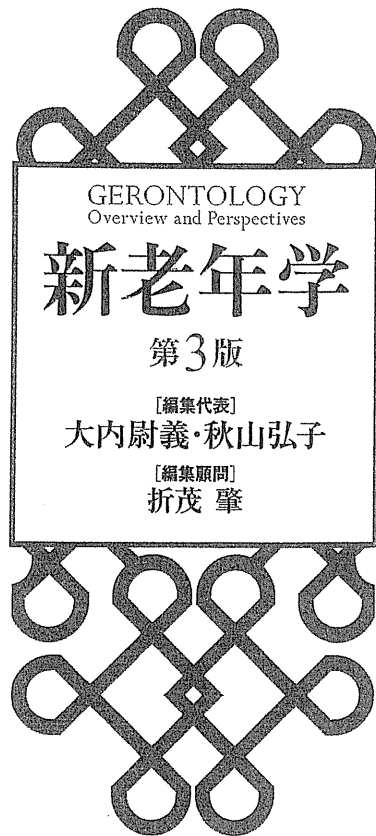 GERONTOLOGY
Overview and Perspectives
新老年学
第3版
[編集代表]
大内尉義・秋山弘子
[編集顧問]
折茂 肇